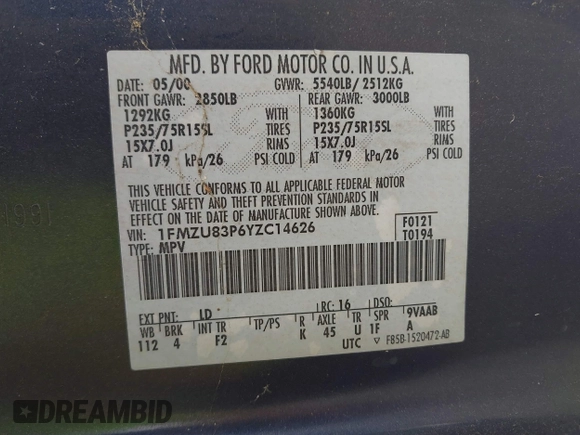 MFD. BY FORD MOTOR CO. IN U.S.A.
DATE: 05/00 GVWR: 5540LB/ 2512KG
FRONT GAWR: 2850LB REAR GAWR: 3000LB
1292KG WITH 1360KG WITH
P235/75R15SL TIRES P235/75R15SL TIRES
15X7.0J RIMS 15X7.0J RIMS
AT 179 kPa/26 PSI COLD AT 179 kPa/26 PSI COLD
THIS VEHICLE CONFORMS TO ALL APPLICABLE FEDERAL MOTOR
VEHICLE SAFETY AND THEFT PREVENTION STANDARDS IN
EFFECT ON THE DATE OF MANUFACTURE SHOWN ABOVE.
VIN: 1FMZU83P6YZC14626 F0121
TYPE: MPV T0194
EXT PNT: LD RC: 16 DSO:
WB BRK INT TR TP/PS R AXLE TR SPR 9VAAB
112 4 F2 K 45 U 1F A
UTC ▽ F85B-1520472-AB
DREAMBID